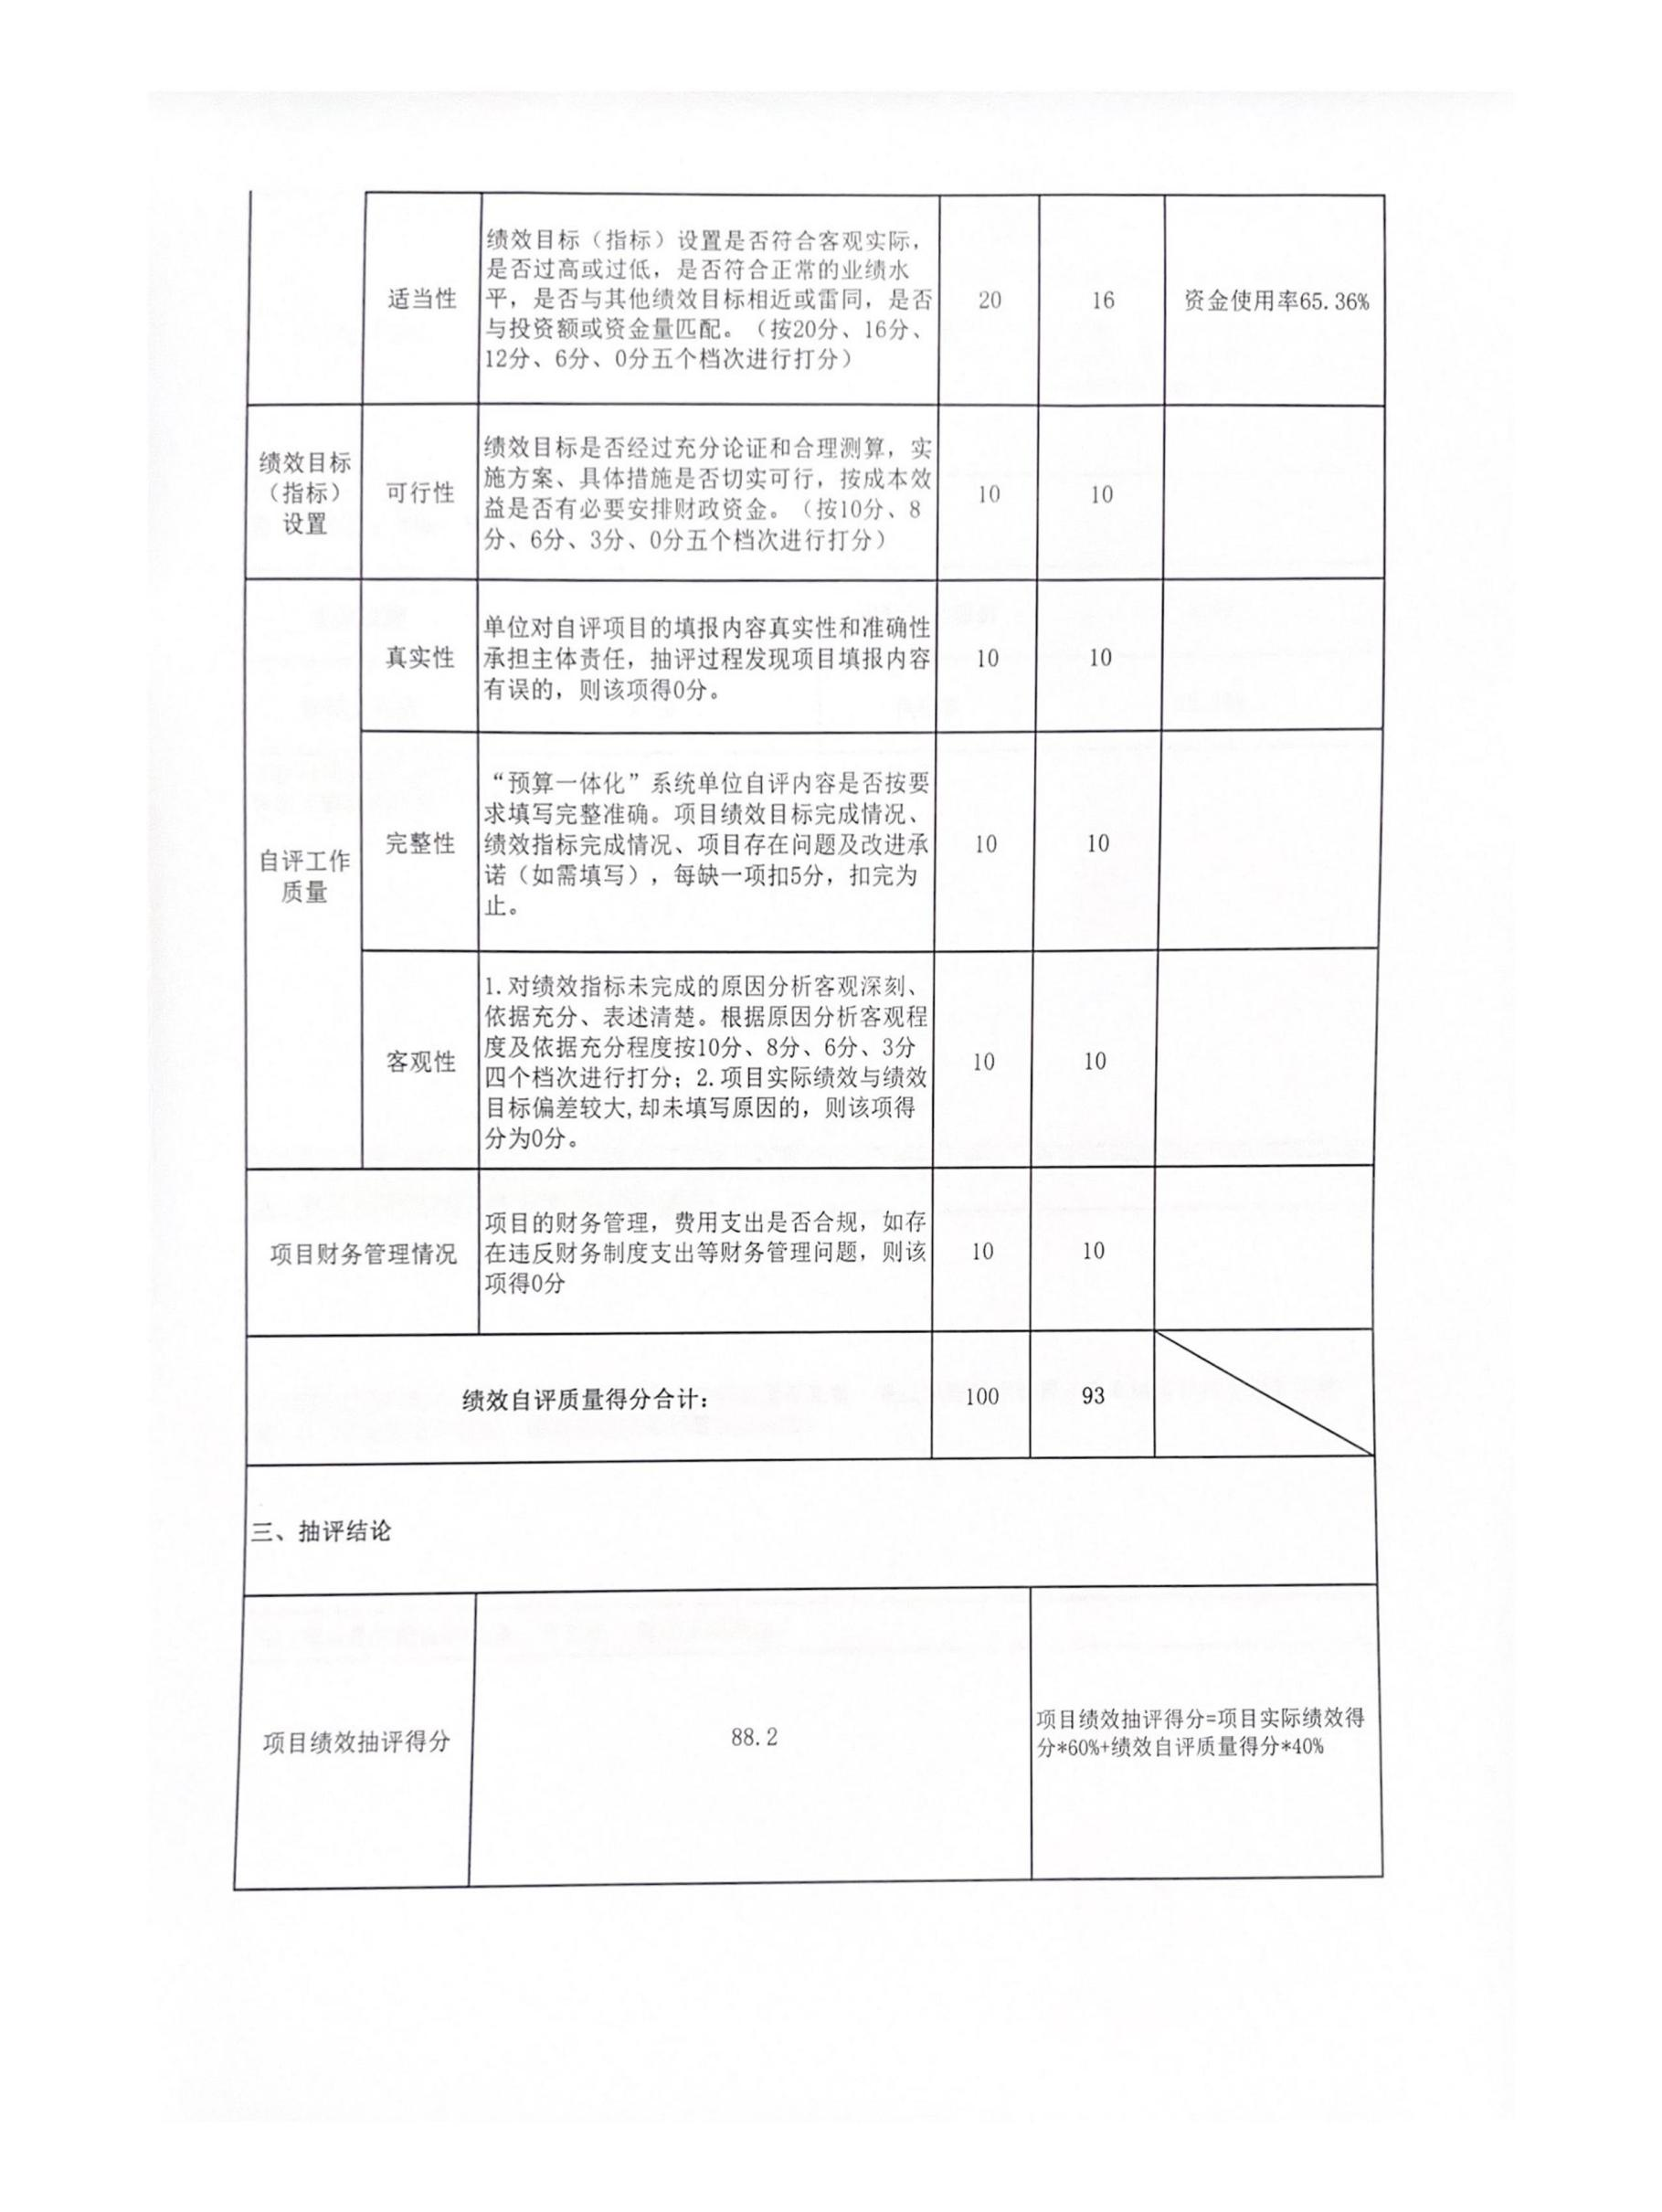 适当性
绩效目标（指标）设置是否符合客观实际，
是否过高或过低，是否符合正常的业绩水
平，是否与其他绩效目标相近或雷同，是否
与投资额或资金量匹配。（按20分、16分、
12分、6分、0分五个档次进行打分）
20
16
资金使用率65.36%
绩效目标
（指标）
设置
可行性
绩效目标是否经过充分论证和合理测算，实
施方案、具体措施是否切实可行，按成本效
益是否有必要安排财政资金。（按10分、8
分、6分、3分、0分五个档次进行打分）
10
10
自评工作
质量
真实性
单位对自评项目的填报内容真实性和准确性
承担主体责任，抽评过程发现项目填报内容
有误的，则该项得0分。
10
10
完整性
“预算一体化”系统单位自评内容是否按要
求填写完整准确。项目绩效目标完成情况、
绩效指标完成情况、项目存在问题及改进承
诺（如需填写），每缺一项扣5分，扣完为
止。
10
10
客观性
1.对绩效指标未完成的原因分析客观深刻、
依据充分、表述清楚。根据原因分析客观程
度及依据充分程度按10分、8分、6分、3分
四个档次进行打分；2.项目实际绩效与绩效
目标偏差较大,却未填写原因的，则该项得
分为0分。
10
10
项目财务管理情况
项目的财务管理，费用支出是否合规，如存
在违反财务制度支出等财务管理问题，则该
项得0分
10
10
绩效自评质量得分合计：
100
93
三、抽评结论
项目绩效抽评得分
88.2
项目绩效抽评得分=项目实际绩效得
分*60%+绩效自评质量得分*40%